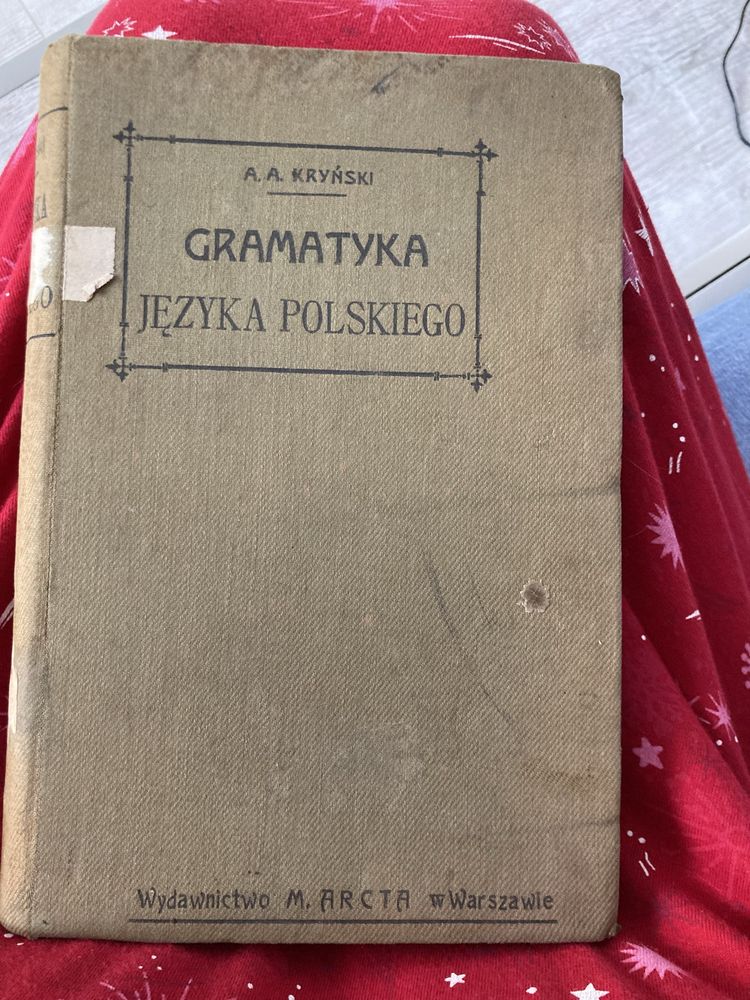 A. A. KRYŃSKI
GRAMATYKA
JĘZYKA POLSKIEGO
Wydawnictwo M. ARCTA w Warszawie